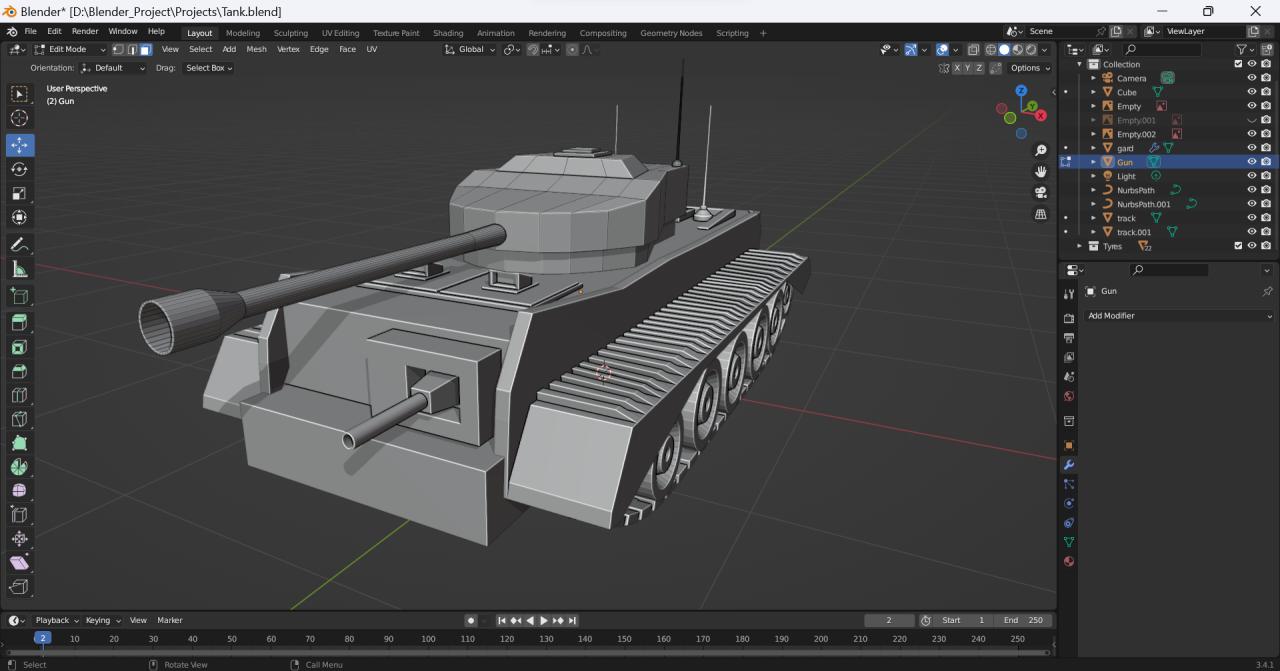 Blender* [D:\Blender_Project\Projects\Tank.blend]
File Edit Render Window Help Layout Modeling Sculpting UV Editing Texture Paint Shading Animation Rendering Compositing Geometry Nodes Scripting + Scene ViewLayer
Edit Mode View Select Add Mesh Vertex Edge Face UV Global
Orientation: Default Drag: Select Box X Y Z Options
User Perspective
(2) Gun
Z
Y
X
Collection
Camera
Cube
Empty
Empty.001
Empty.002
gard
Gun
Light
NurbsPath
NurbsPath.001
track
track.001
Tyres 22
Gun
Add Modifier
Playback Keying View Marker 2 Start 1 End 250
2 10 20 30 40 50 60 70 80 90 100 110 120 130 140 150 160 170 180 190 200 210 220 230 240 250
Select Rotate View Call Menu 3.4.1